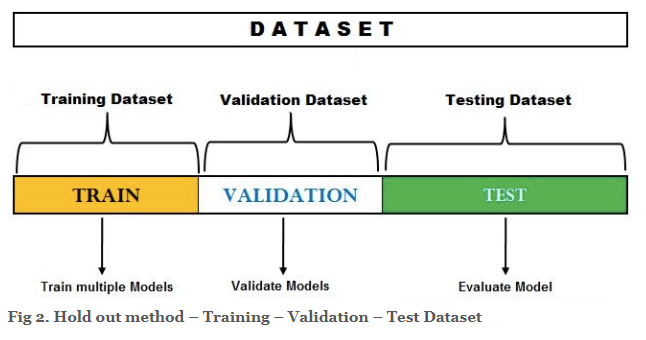 DATASET
Training Dataset Validation Dataset Testing Dataset
TRAIN VALIDATION TEST
Train multiple Models Validate Models Evaluate Model
Fig 2. Hold out method – Training – Validation – Test Dataset